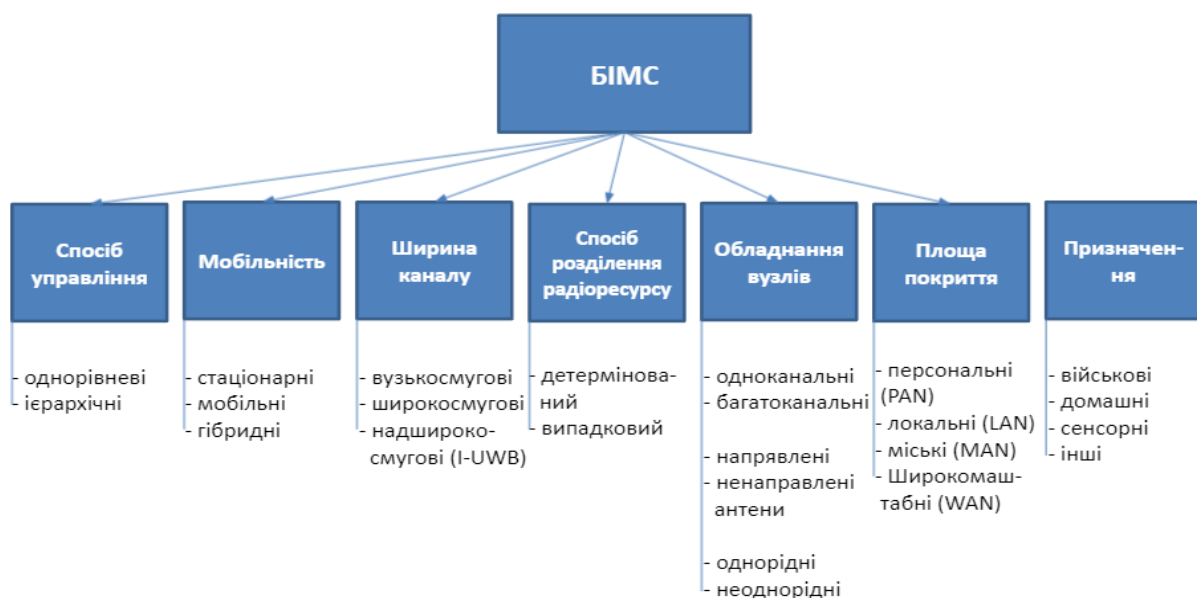 БІМС
Спосіб
управління
- однорівневі
- ієрархічні
Мобільність
- стаціонарні
- мобільні
- гібридні
Ширина
каналу
- вузькосмугові
- широкосмугові
- надшироко-
смугові (I-UWB)
Спосіб
розділення
радіоресурсу
- детермінова-
ний
- випадковий
Обладнання
вузлів
- одноканальні
- багатоканальні
- напрявлені
- ненаправлені
антени
- однорідні
- неоднорідні
Площа
покриття
- персональні
(PAN)
- локальні (LAN)
- міські (MAN)
- Широкомаш-
табні (WAN)
Призначен-
ня
- військові
- домашні
- сенсорні
- інші